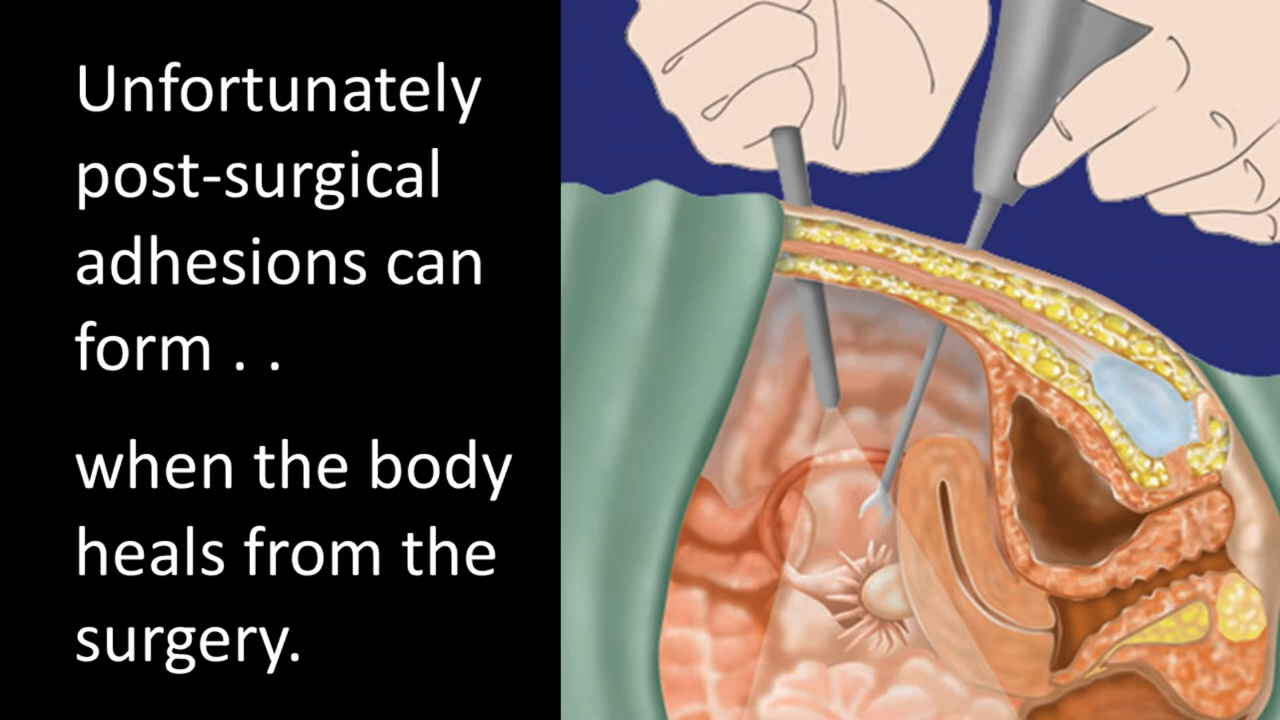 Unfortunately
post-surgical
adhesions can
form . .
when the body
heals from the
surgery.